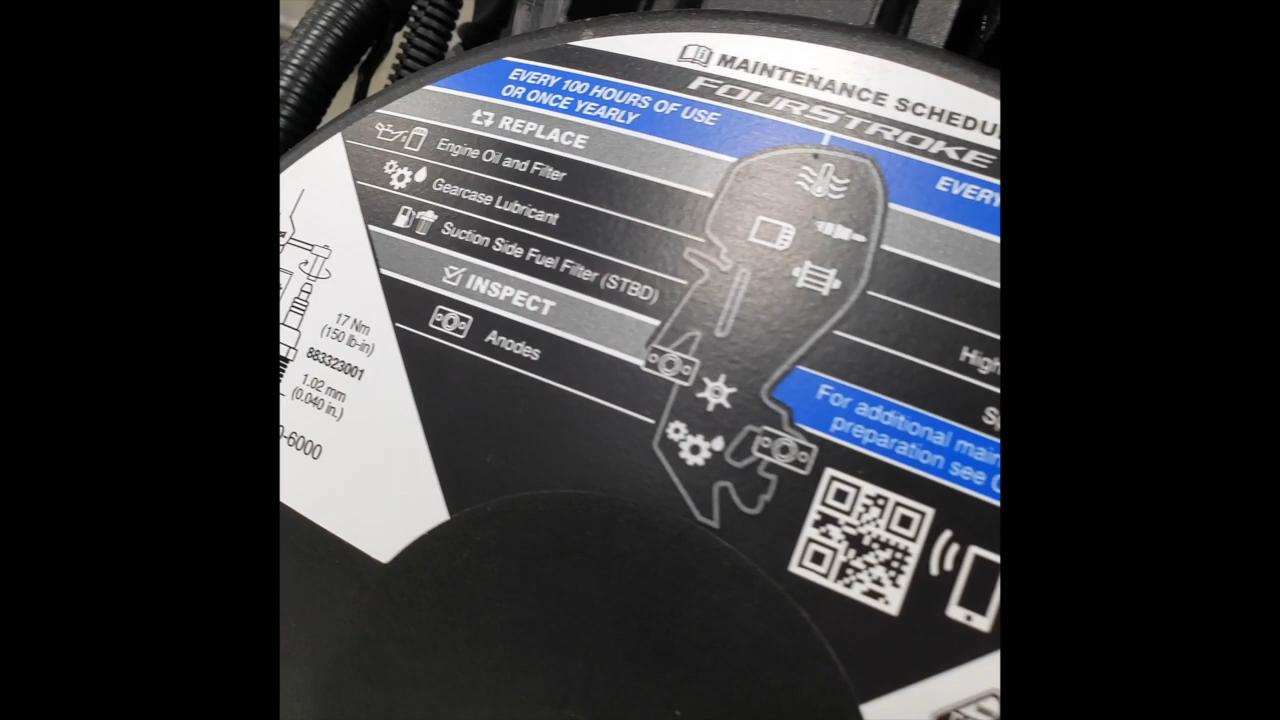 MAINTENANCE SCHEDU
FOURSTROKE
EVERY 100 HOURS OF USE
OR ONCE YEARLY
REPLACE
Engine Oil and Filter
Gearcase Lubricant
Suction Side Fuel Filter (STBD)
INSPECT
Anodes
EVERY
High
S
For additional main
preparation see
17 Nm
(150 lb-in)
883323001
1.02 mm
(0.040 in.)
-6000